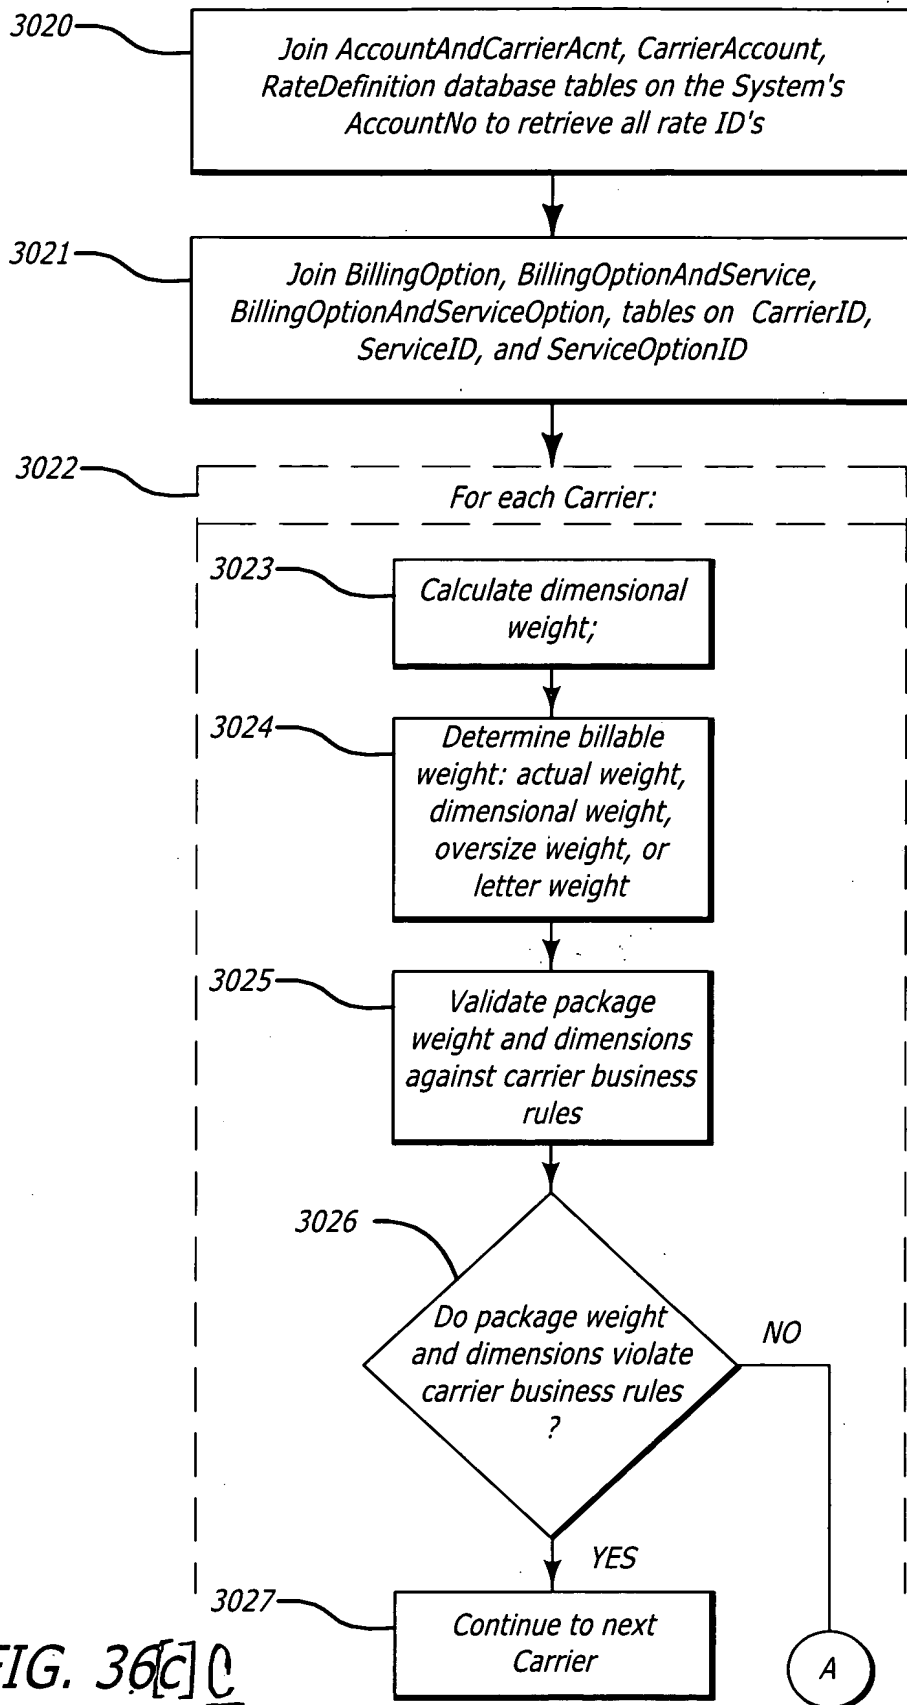 3020
Join AccountAndCarrierAcnt, CarrierAccount,
RateDefinition database tables on the System's
AccountNo to retrieve all rate ID's
3021
Join BillingOption, BillingOptionAndService,
BillingOptionAndServiceOption, tables on CarrierID,
ServiceID, and ServiceOptionID
3022
For each Carrier:
3023
Calculate dimensional
weight;
3024
Determine billable
weight: actual weight,
dimensional weight,
oversize weight, or
letter weight
3025
Validate package
weight and dimensions
against carrier business
rules
3026
Do package weight
and dimensions violate
carrier business rules
?
NO
YES
3027
Continue to next
Carrier
A
FIG. 36[c] C